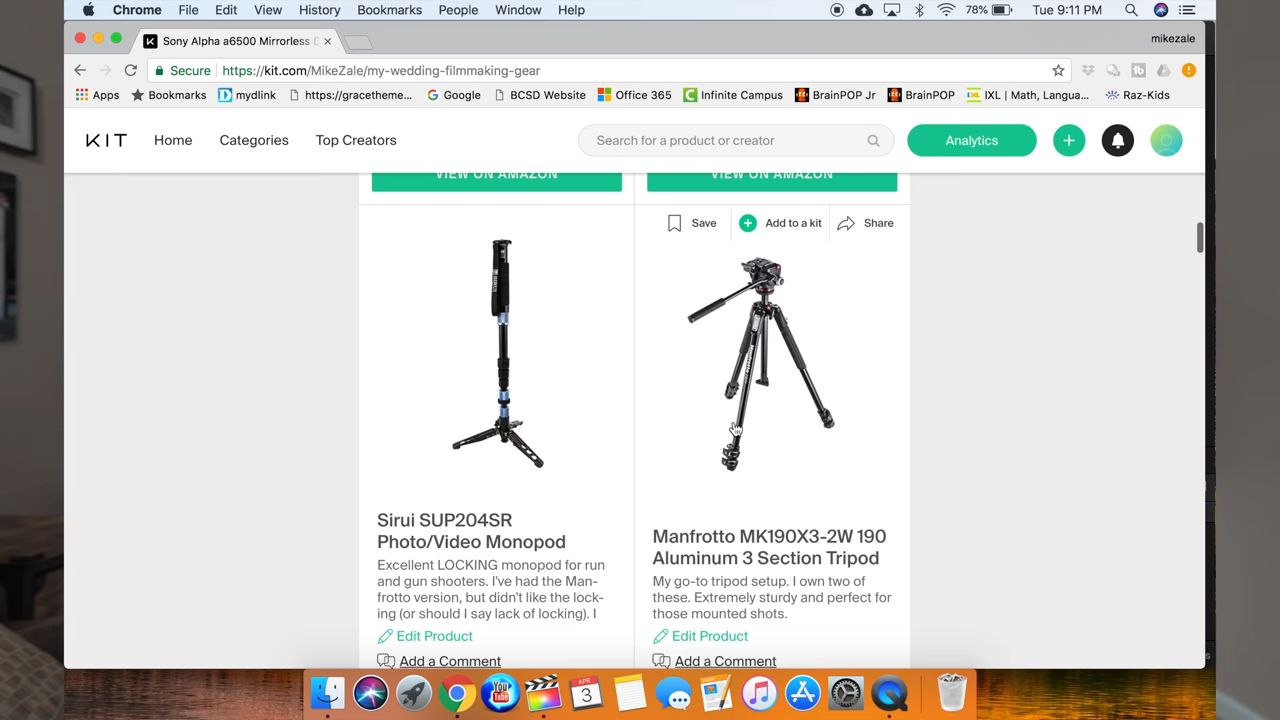 Chrome File Edit View History Bookmarks People Window Help 78% Tue 9:11 PM
Sony Alpha a6500 Mirrorless D
mikezale
Secure https://kit.com/MikeZale/my-wedding-filmmaking-gear
Apps Bookmarks mydlink https://gracetheme... Google BCSD Website Office 365 Infinite Campus BrainPOP Jr BrainPOP IXL | Math, Langua... Raz-Kids
KIT Home Categories Top Creators Search for a product or creator Analytics
VIEW ON AMAZON VIEW ON AMAZON
Save Add to a kit Share
Sirui SUP204SR
Photo/Video Monopod
Excellent LOCKING monopod for run
and gun shooters. I've had the Man-
frotto version, but didn't like the lock-
ing (or should I say lack of locking). I
Edit Product
Add a Comment
Manfrotto MK190X3-2W 190
Aluminum 3 Section Tripod
My go-to tripod setup. I own two of
these. Extremely sturdy and perfect for
those mounted shots.
Edit Product
Add a Comment
You
Tube
APR
3